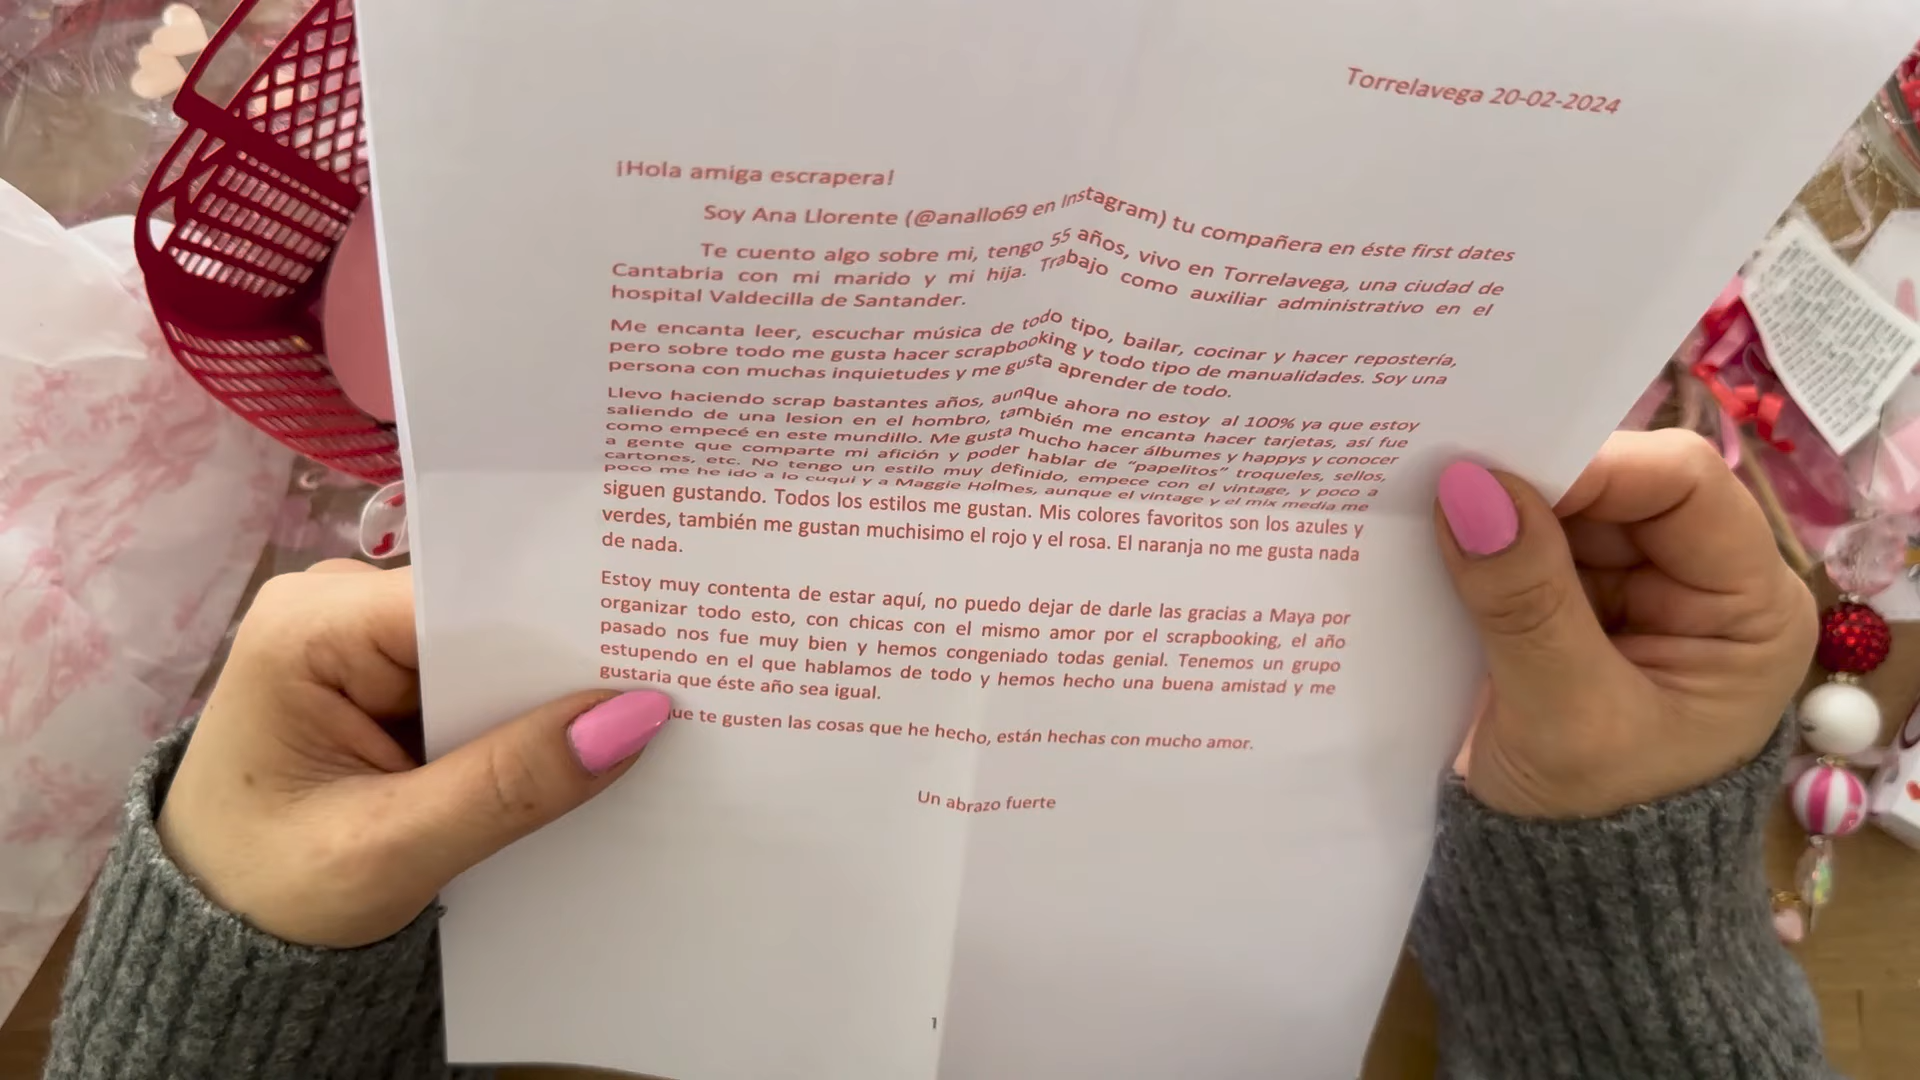 Torrelavega 20-02-2024
¡Hola amiga escrapera!
Soy Ana Llorente (@anallo69 en Instagram) tu compañera en éste first dates
Te cuento algo sobre mi, tengo 55 años, vivo en Torrelavega, una ciudad de
Cantabria con mi marido y mi hija. Trabajo como auxiliar administrativo en el
hospital Valdecilla de Santander.
Me encanta leer, escuchar música de todo tipo, bailar, cocinar y hacer repostería,
pero sobre todo me gusta hacer scrapbooking y todo tipo de manualidades. Soy una
persona con muchas inquietudes y me gusta aprender de todo.
Llevo haciendo scrap bastantes años, aunque ahora no estoy al 100% ya que estoy
saliendo de una lesion en el hombro, también me encanta hacer tarjetas, así fue
como empecé en este mundillo. Me gusta mucho hacer álbumes y happys y conocer
a gente que comparte mi afición y poder hablar de "papelitos" troqueles, sellos,
cartones, etc. No tengo un estilo muy definido, empece con el vintage, y poco a
poco me he ido a lo cuqui y a Maggie Holmes, aunque el vintage y el mix media me
siguen gustando. Todos los estilos me gustan. Mis colores favoritos son los azules y
verdes, también me gustan muchisimo el rojo y el rosa. El naranja no me gusta nada
de nada.
Estoy muy contenta de estar aquí, no puedo dejar de darle las gracias a Maya por
organizar todo esto, con chicas con el mismo amor por el scrapbooking, el año
pasado nos fue muy bien y hemos congeniado todas genial. Tenemos un grupo
estupendo en el que hablamos de todo y hemos hecho una buena amistad y me
gustaria que éste año sea igual.
ue te gusten las cosas que he hecho, están hechas con mucho amor.
Un abrazo fuerte
1